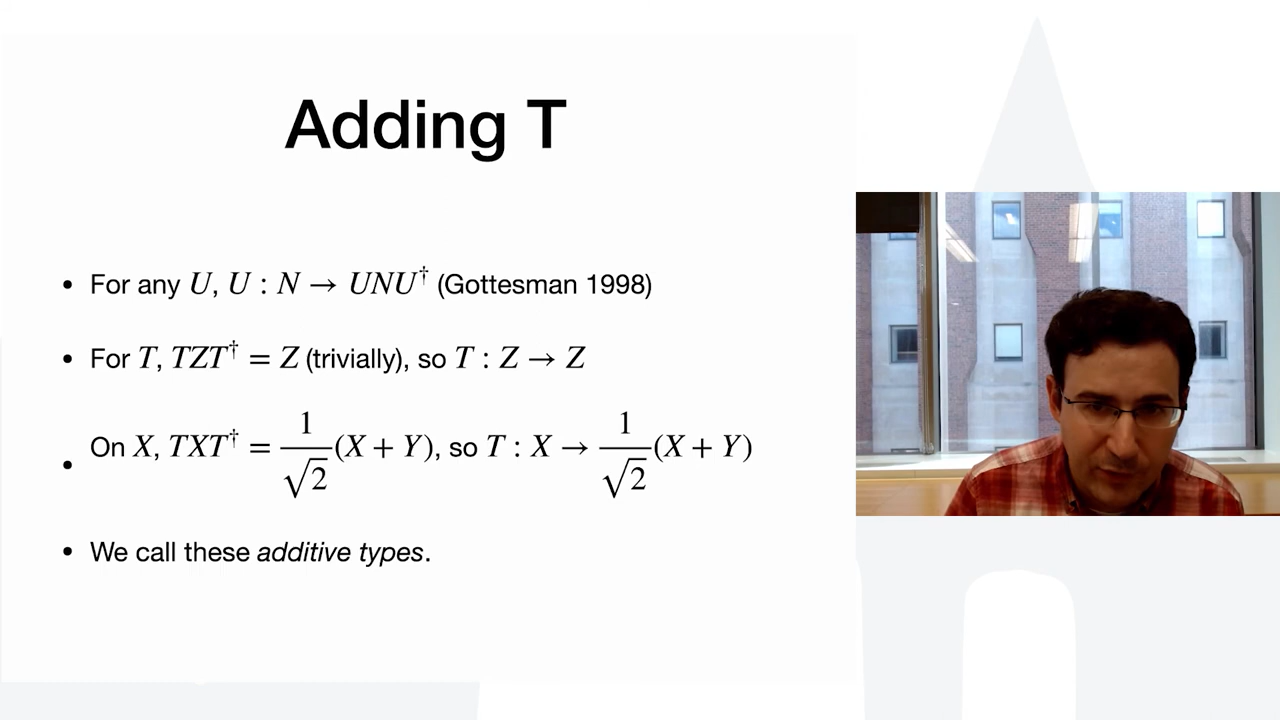 Adding T
• For any U, U : N → UNU† (Gottesman 1998)
• For T, TZT† = Z (trivially), so T : Z → Z
• On X, TXT† = 1/√2 (X + Y), so T : X → 1/√2 (X + Y)
• We call these additive types.